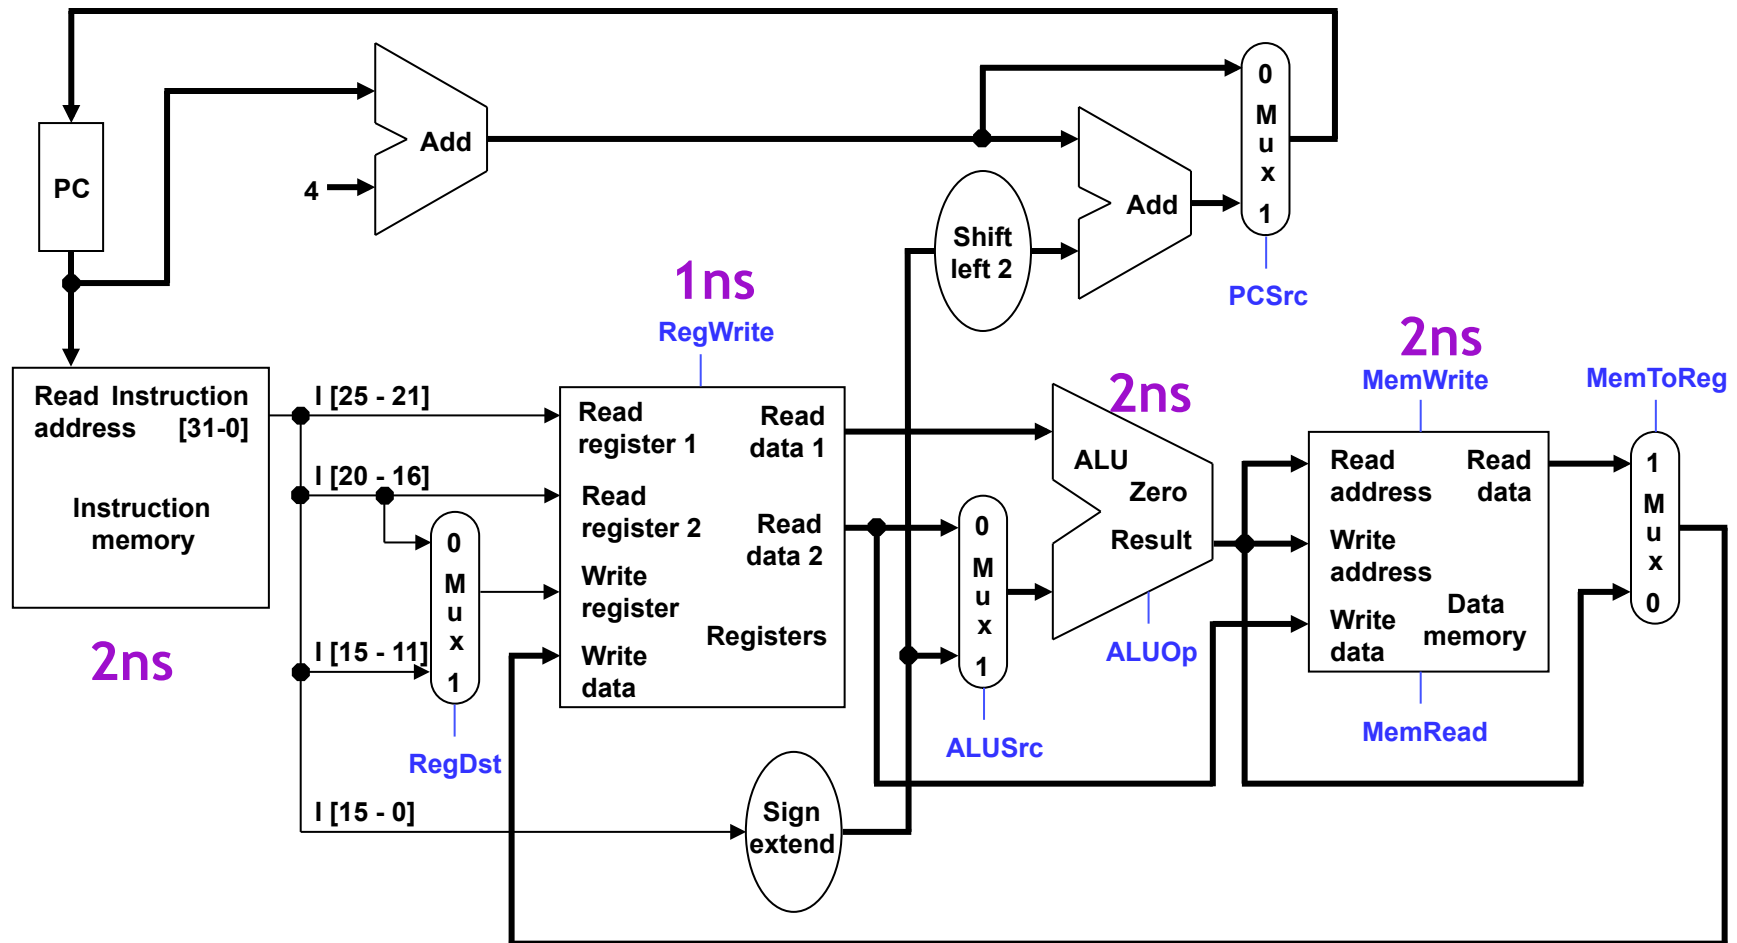 PC
Add
4
0
M
u
x
1
PCSrc
Add
Shift
left 2
1ns
RegWrite
2ns
MemWrite
MemToReg
2ns
Read Instruction
address [31-0]
Instruction
memory
2ns
I [25 - 21]
I [20 - 16]
I [15 - 11]
I [15 - 0]
0
M
u
x
1
RegDst
Read
register 1
Read
data 1
Read
register 2
Read
data 2
Write
register
Registers
Write
data
Sign
extend
0
M
u
x
1
ALUSrc
ALU
Zero
Result
ALUOp
Read
address
Read
data
Write
address
Data
memory
Write
data
MemRead
1
M
u
x
0